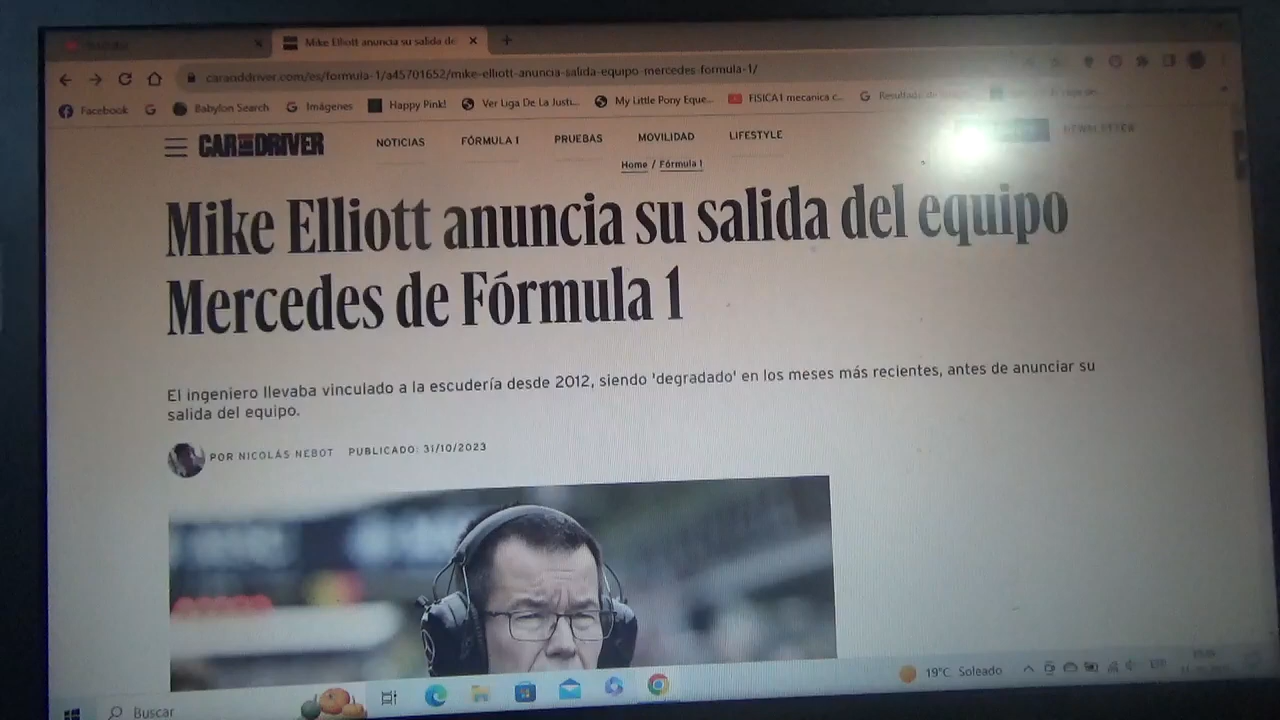 Mike Elliott anuncia su salida de
caranddriver.com/es/formula-1/a45701652/mike-elliott-anuncia-salida-equipo-mercedes-formula-1/
Facebook Babylon Search Imágenes Happy Pink! Ver Liga De La Justi... My Little Pony Eque... FISICA 1 mecanica c...
CAR AND DRIVER NOTICIAS FÓRMULA 1 PRUEBAS MOVILIDAD LIFESTYLE NEWSLETTER
Home / Fórmula 1
Mike Elliott anuncia su salida del equipo
Mercedes de Fórmula 1
El ingeniero llevaba vinculado a la escudería desde 2012, siendo 'degradado' en los meses más recientes, antes de anunciar su
salida del equipo.
POR NICOLÁS NEBOT PUBLICADO: 31/10/2023
Buscar 19°C Soleado